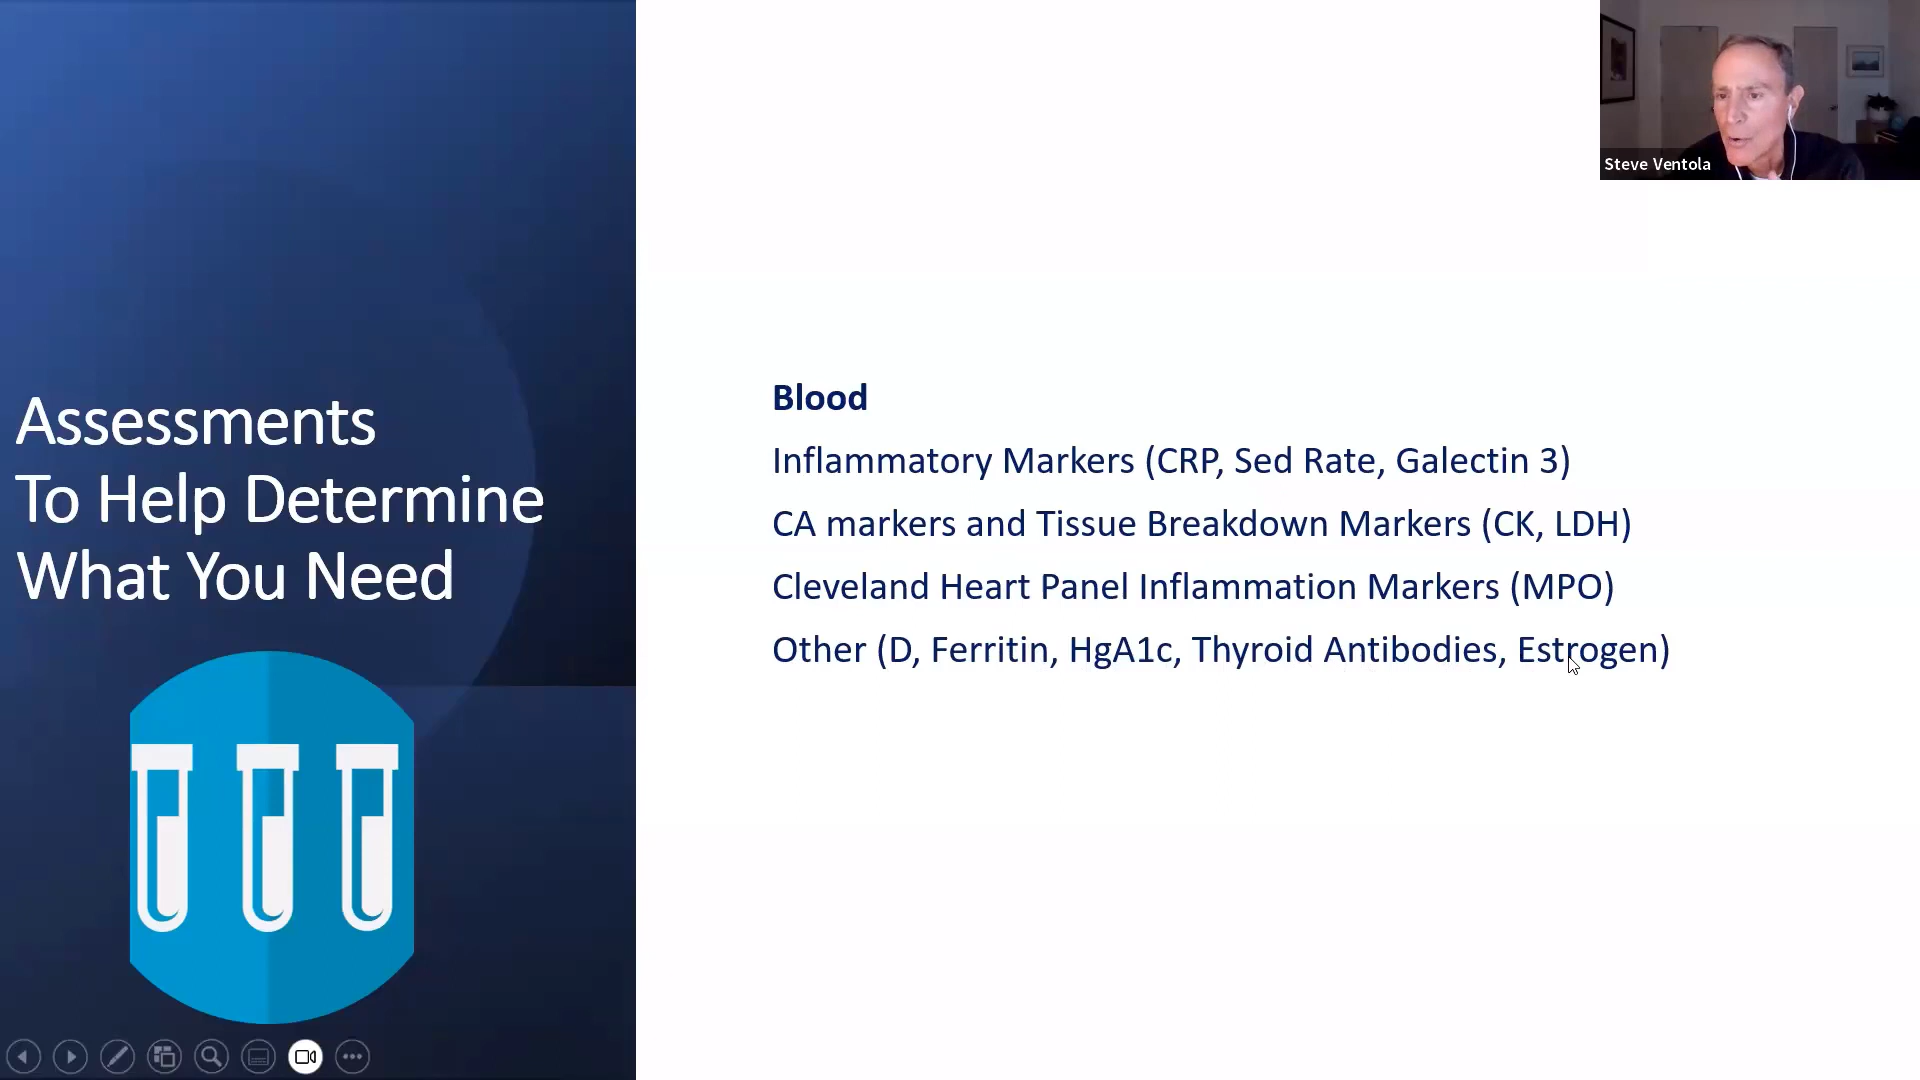 Assessments
To Help Determine
What You Need
Blood
Inflammatory Markers (CRP, Sed Rate, Galectin 3)
CA markers and Tissue Breakdown Markers (CK, LDH)
Cleveland Heart Panel Inflammation Markers (MPO)
Other (D, Ferritin, HgA1c, Thyroid Antibodies, Estrogen)
Steve Ventola